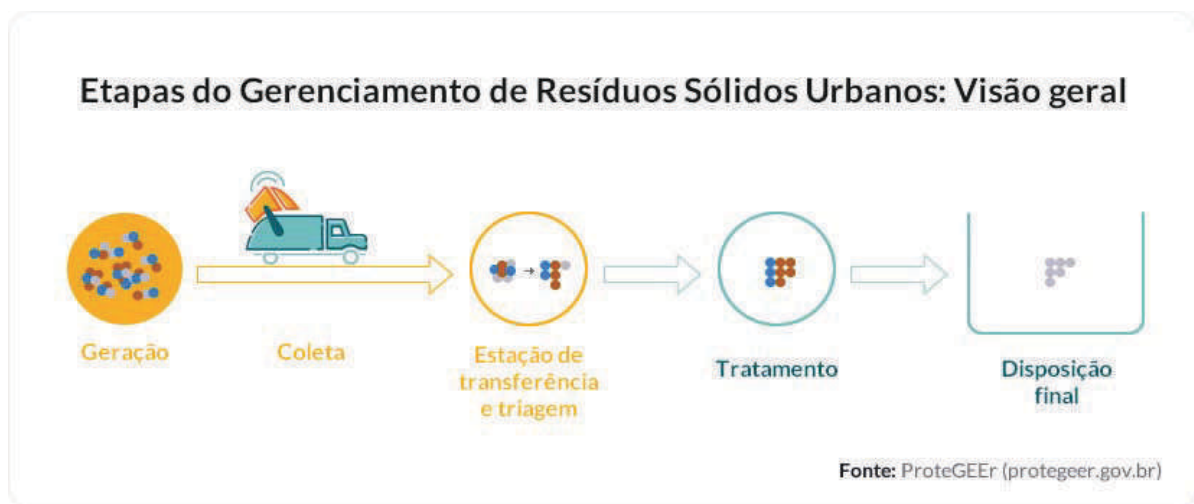 Etapas do Gerenciamento de Resíduos Sólidos Urbanos: Visão geral
Geração
Coleta
Estação de
transferência
e triagem
Tratamento
Disposição
final
Fonte: ProteGEEr (protegeer.gov.br)